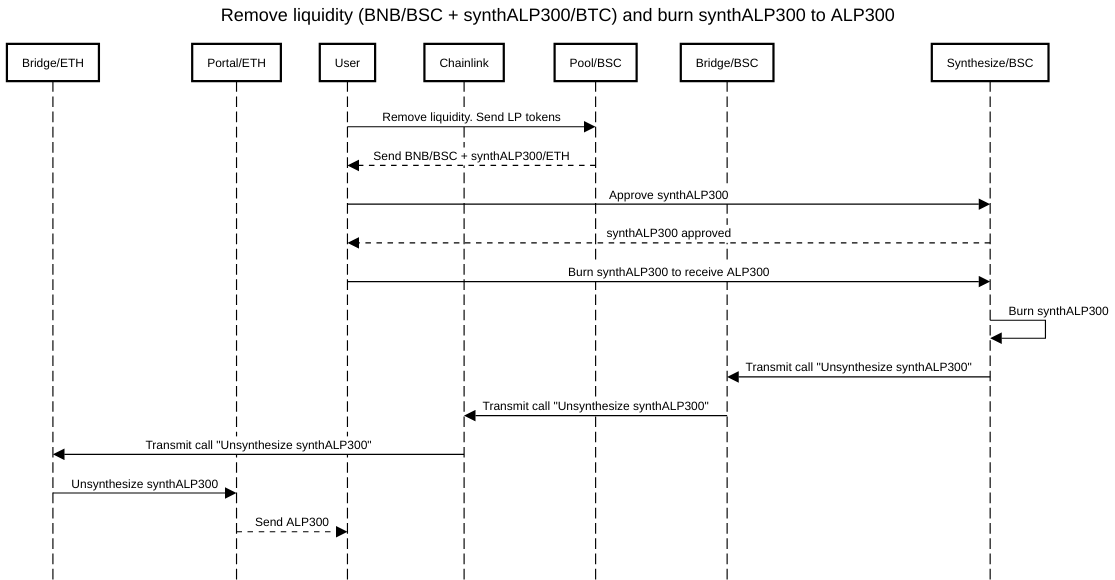 Remove liquidity (BNB/BSC + synthALP300/BTC) and burn synthALP300 to ALP300
Bridge/ETH
Portal/ETH
User
Chainlink
Pool/BSC
Bridge/BSC
Synthesize/BSC
Remove liquidity. Send LP tokens
Send BNB/BSC + synthALP300/ETH
Approve synthALP300
synthALP300 approved
Burn synthALP300 to receive ALP300
Burn synthALP300
Transmit call "Unsynthesize synthALP300"
Transmit call "Unsynthesize synthALP300"
Transmit call "Unsynthesize synthALP300"
Unsynthesize synthALP300
Send ALP300